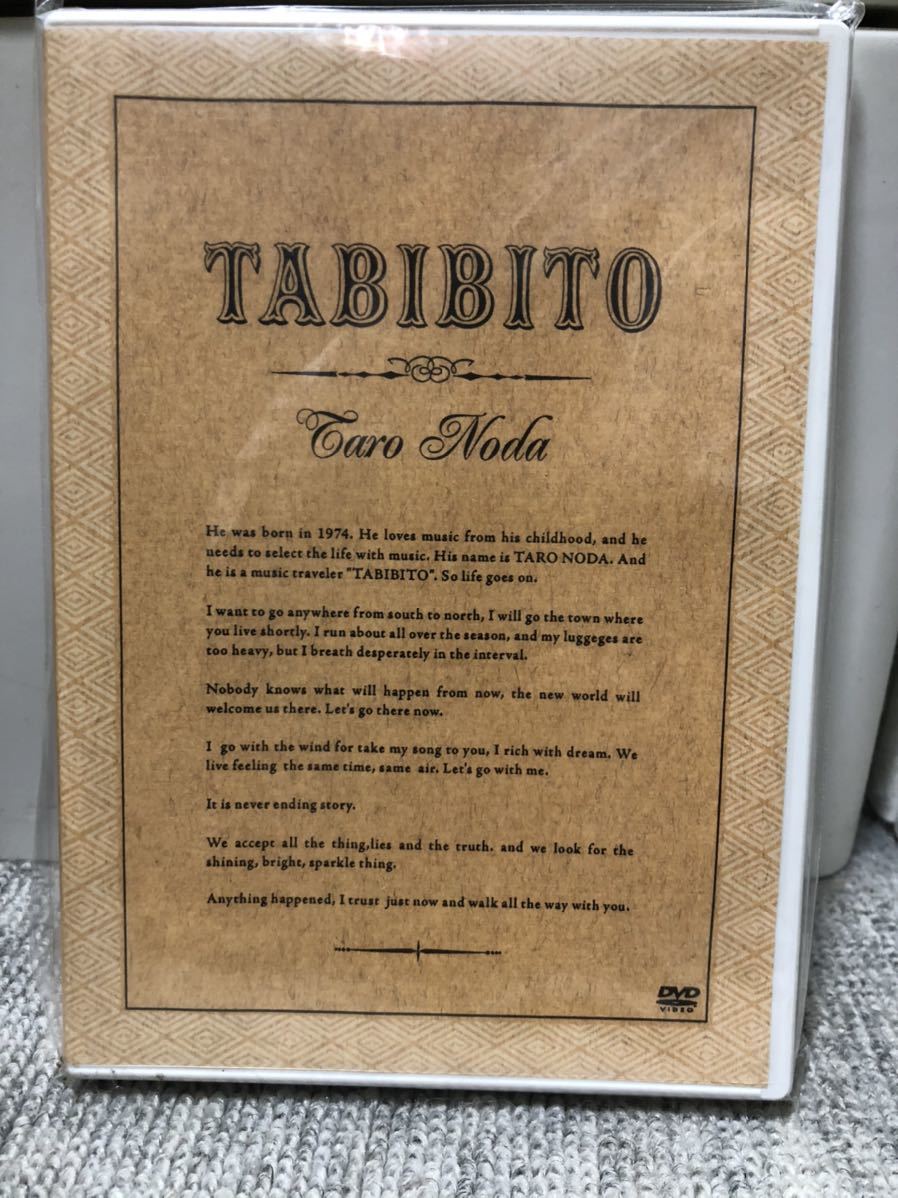 TABIBITO
Taro Noda
He was born in 1974. He loves music from his childhood, and he
needs to select the life with music. His name is TARO NODA. And
he is a music traveler "TABIBITO". So life goes on.
I want to go anywhere from south to north, I will go the town where
you live shortly. I run about all over the season, and my luggeges are
too heavy, but I breath desperately in the interval.
Nobody knows what will happen from now, the new world will
welcome us there. Let's go there now.
I go with the wind for take my song to you, I rich with dream. We
live feeling the same time, same air. Let's go with me.
It is never ending story.
We accept all the thing,lies and the truth. and we look for the
shining, bright, sparkle thing.
Anything happened, I trust just now and walk all the way with you.
DVD
VIDEO